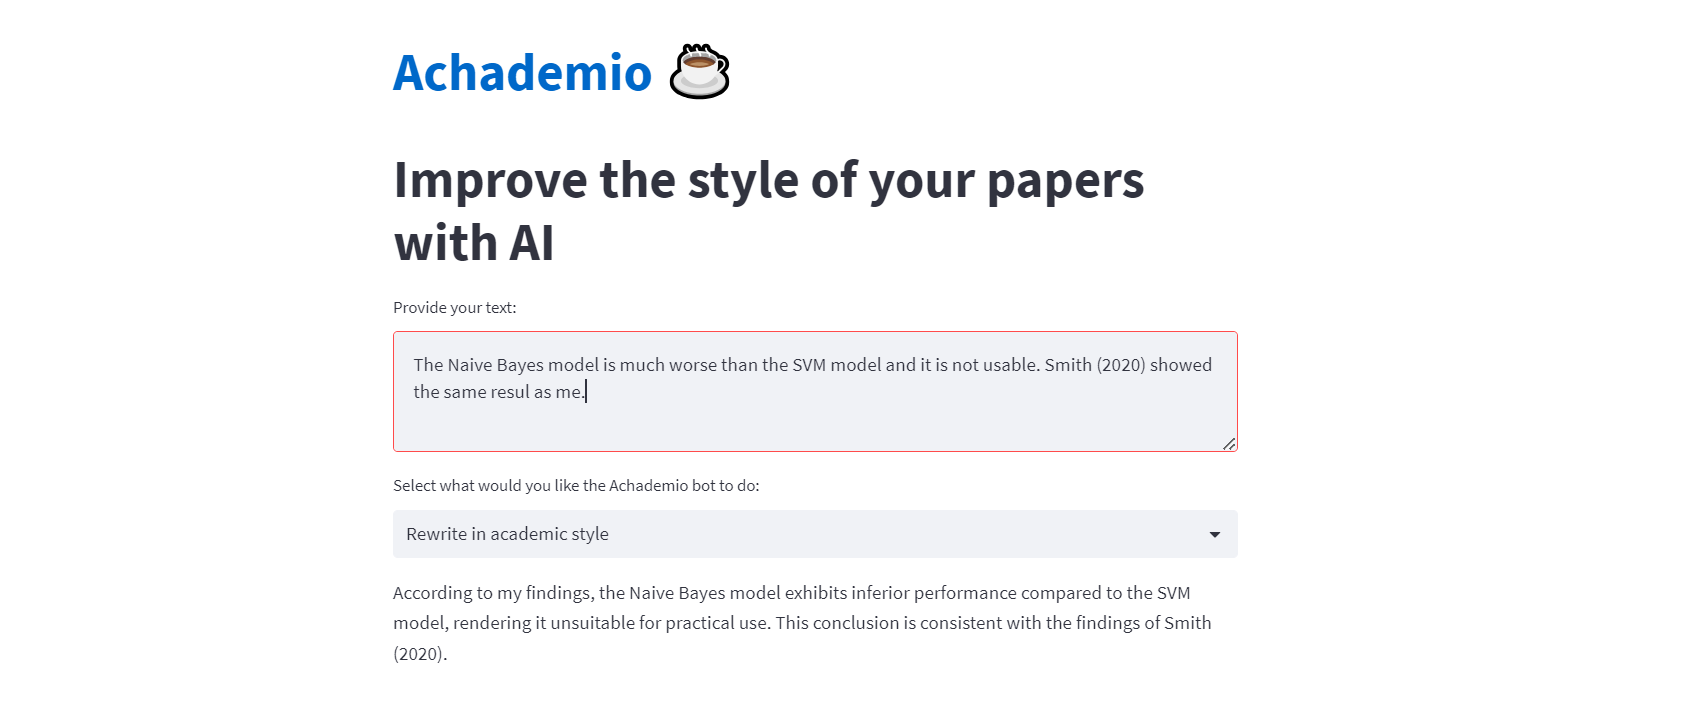 Achademio
Improve the style of your papers
with AI
Provide your text:
The Naive Bayes model is much worse than the SVM model and it is not usable. Smith (2020) showed
the same resul as me.
Select what would you like the Achademio bot to do:
Rewrite in academic style
According to my findings, the Naive Bayes model exhibits inferior performance compared to the SVM
model, rendering it unsuitable for practical use. This conclusion is consistent with the findings of Smith
(2020).